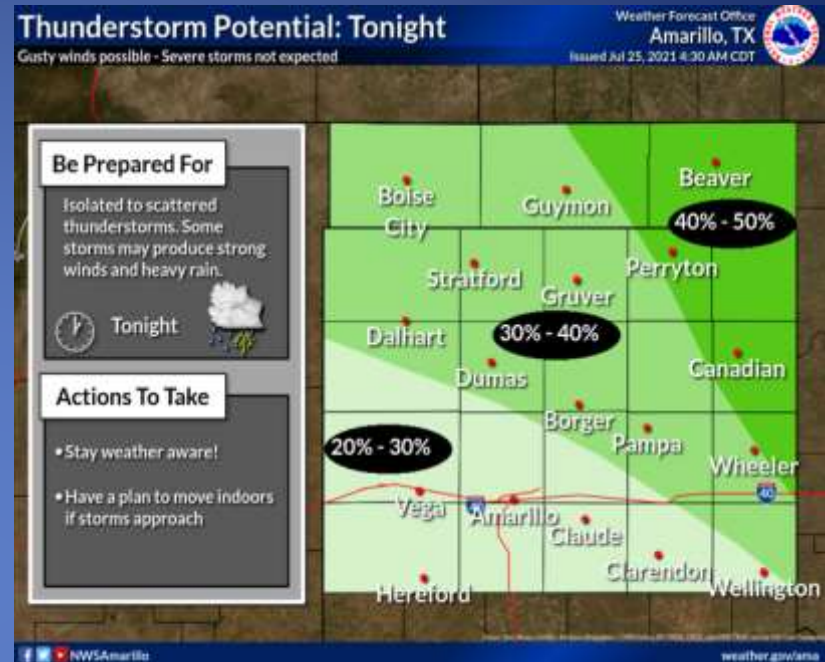 Thunderstorm Potential: Tonight
Gusty winds possible - Severe storms not expected
Weather Forecast Office
Amarillo, TX
Issued Jul 25, 2021 4:30 AM CDT
Be Prepared For
Isolated to scattered
thunderstorms. Some
storms may produce strong
winds and heavy rain.
Tonight
Actions To Take
• Stay weather aware!
• Have a plan to move indoors
if storms approach
Boise
City
Guymon
Beaver
40% - 50%
Perryton
Stratford
Gruver
Dalhart
30% - 40%
Dumas
Canadian
Borger
Pampa
20% - 30%
Wheeler
Vega
Amarillo
40
Claude
Clarendon
Wellington
Hereford
NWSAmarillo
weather.gov/ama